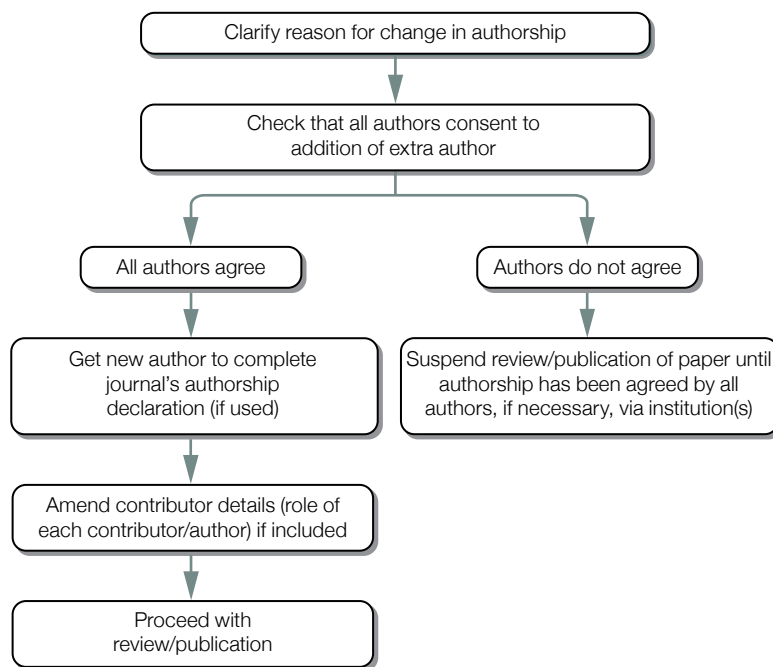 Clarify reason for change in authorship
Check that all authors consent to
addition of extra author
All authors agree
Authors do not agree
Get new author to complete
journal’s authorship
declaration (if used)
Suspend review/publication of paper until
authorship has been agreed by all
authors, if necessary, via institution(s)
Amend contributor details (role of
each contributor/author) if included
Proceed with
review/publication